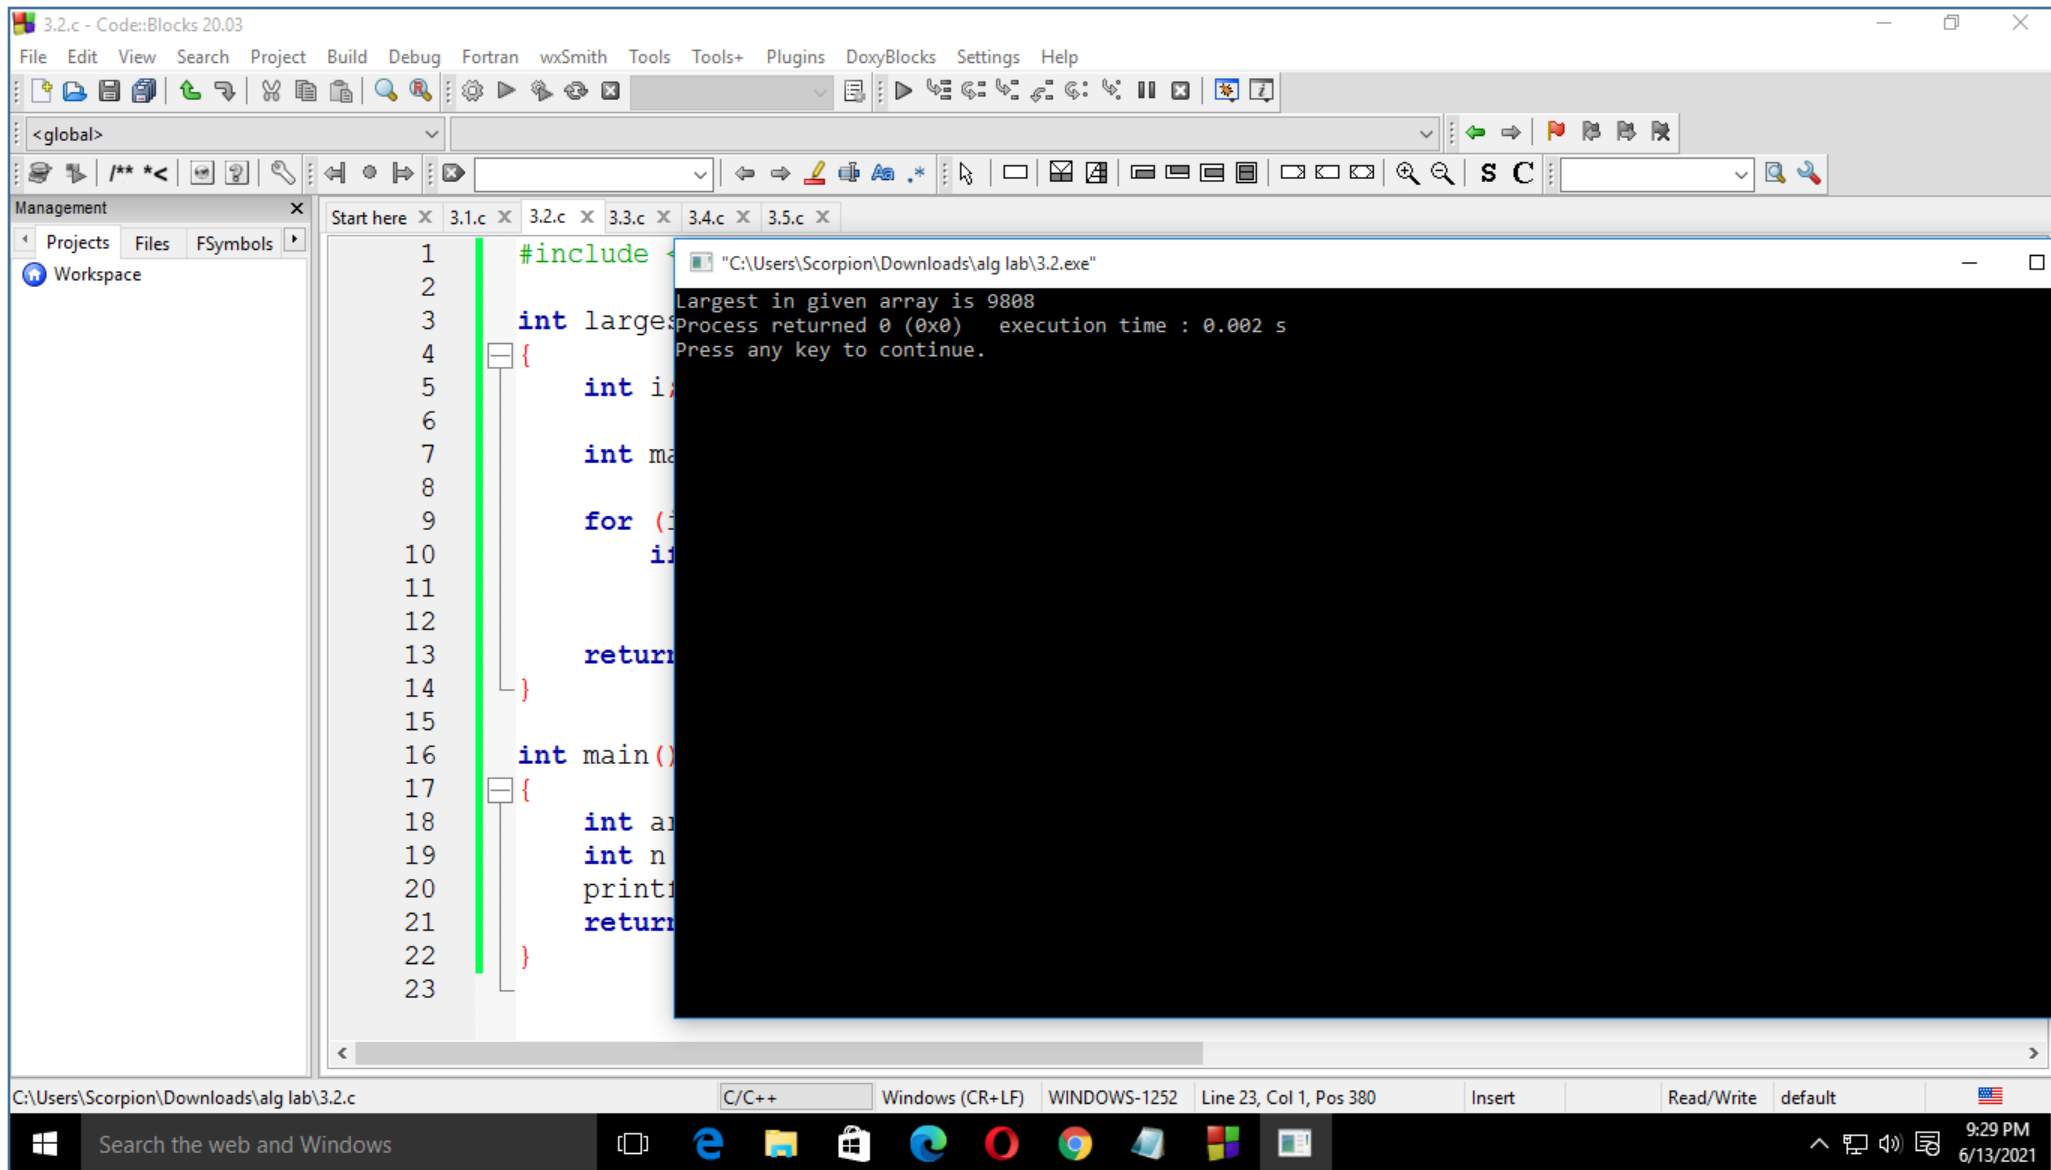 3.2.c - Code::Blocks 20.03
File Edit View Search Project Build Debug Fortran wxSmith Tools Tools+ Plugins DoxyBlocks Settings Help
<global>
/** *< .* S C
Management
Projects Files FSymbols
Workspace
Start here 3.1.c 3.2.c 3.3.c 3.4.c 3.5.c
1 #include <
2
3 int larges
4 {
5 int i;
6
7 int ma
8
9 for (i
10 if
11
12
13 return
14 }
15
16 int main()
17 {
18 int ar
19 int n
20 printf
21 return
22 }
23
"C:\Users\Scorpion\Downloads\alg lab\3.2.exe"
Largest in given array is 9808
Process returned 0 (0x0)   execution time : 0.002 s
Press any key to continue.
C:\Users\Scorpion\Downloads\alg lab\3.2.c C/C++ Windows (CR+LF) WINDOWS-1252 Line 23, Col 1, Pos 380 Insert Read/Write default
Search the web and Windows
9:29 PM
6/13/2021